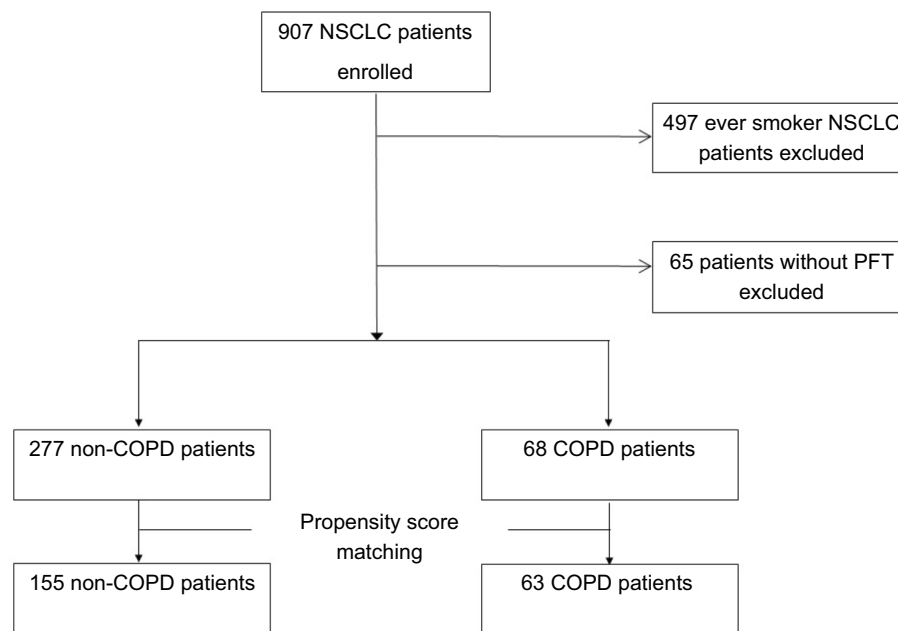 907 NSCLC patients
enrolled
497 ever smoker NSCLC
patients excluded
65 patients without PFT
excluded
277 non-COPD patients
68 COPD patients
Propensity score
matching
155 non-COPD patients
63 COPD patients